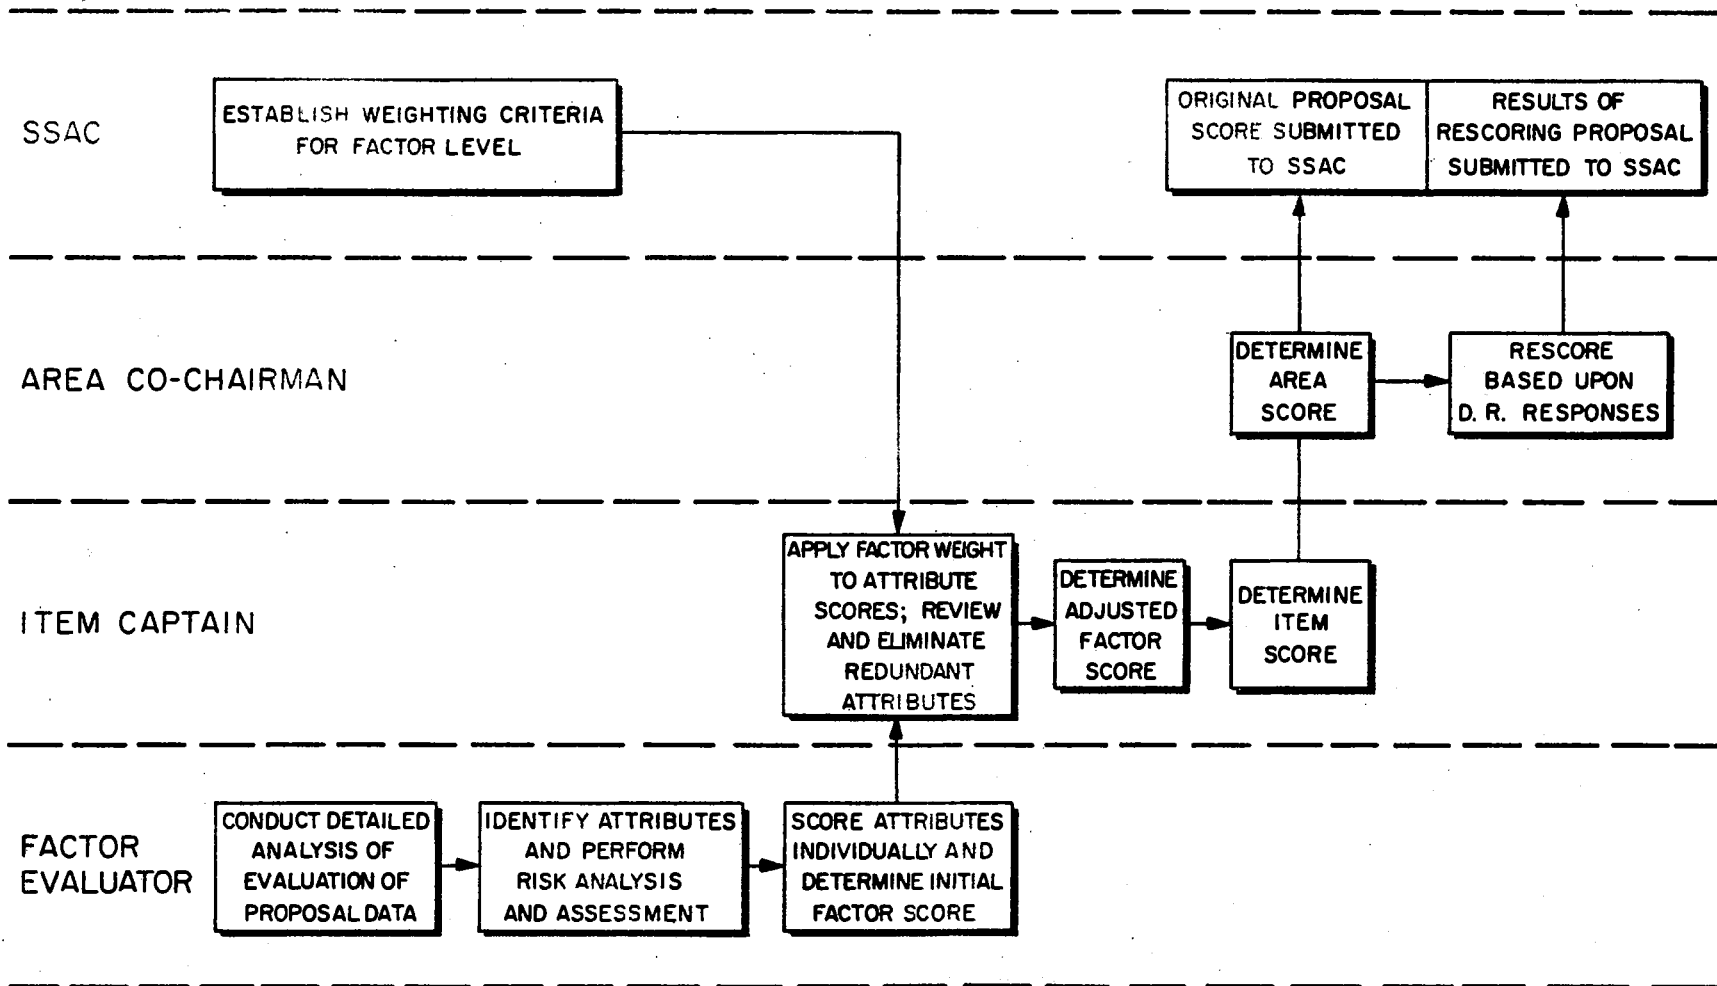 SSAC
ESTABLISH WEIGHTING CRITERIA
FOR FACTOR LEVEL
ORIGINAL PROPOSAL
SCORE SUBMITTED
TO SSAC
RESULTS OF
RESCORING PROPOSAL
SUBMITTED TO SSAC
AREA CO-CHAIRMAN
DETERMINE
AREA
SCORE
RESCORE
BASED UPON
D. R. RESPONSES
ITEM CAPTAIN
APPLY FACTOR WEIGHT
TO ATTRIBUTE
SCORES; REVIEW
AND ELIMINATE
REDUNDANT
ATTRIBUTES
DETERMINE
ADJUSTED
FACTOR
SCORE
DETERMINE
ITEM
SCORE
FACTOR
EVALUATOR
CONDUCT DETAILED
ANALYSIS OF
EVALUATION OF
PROPOSAL DATA
IDENTIFY ATTRIBUTES
AND PERFORM
RISK ANALYSIS
AND ASSESSMENT
SCORE ATTRIBUTES
INDIVIDUALLY AND
DETERMINE INITIAL
FACTOR SCORE